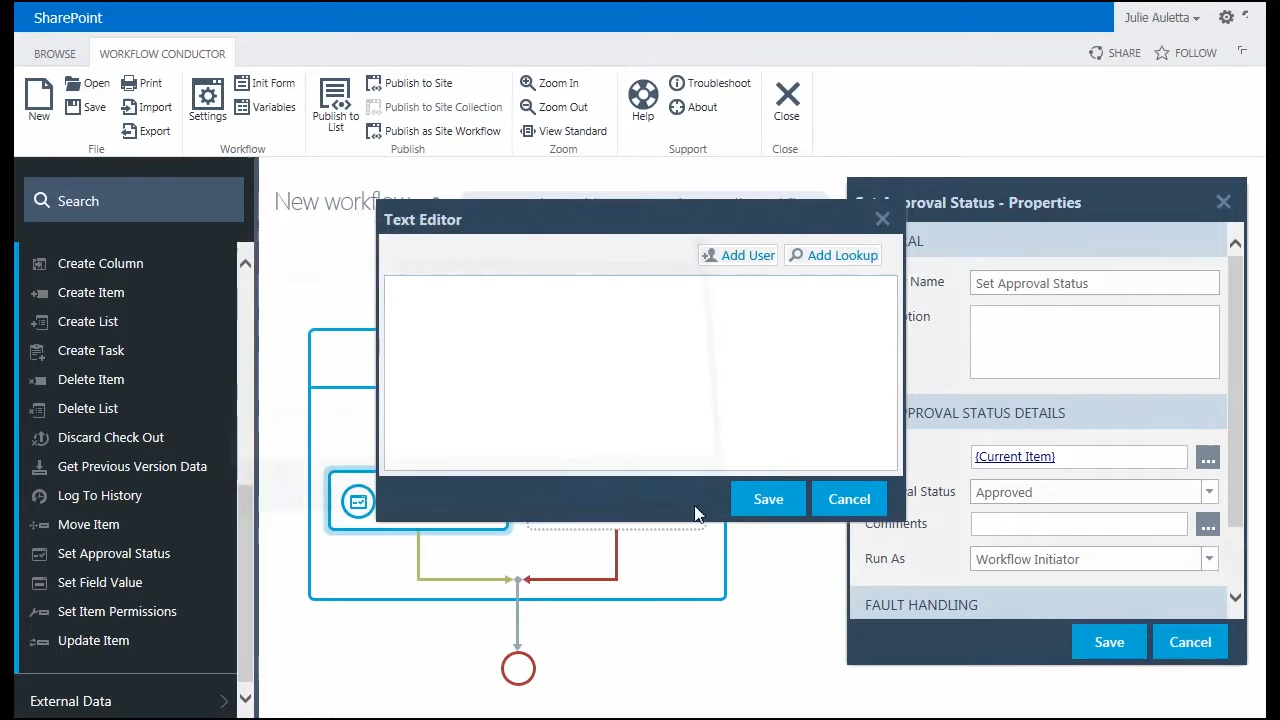 SharePoint
Julie Auletta
BROWSE
WORKFLOW CONDUCTOR
SHARE
FOLLOW
New
Open
Save
Print
Import
Export
File
Settings
Init Form
Variables
Workflow
Publish to List
Publish to Site
Publish to Site Collection
Publish as Site Workflow
Publish
Zoom In
Zoom Out
View Standard
Zoom
Help
Troubleshoot
About
Support
Close
Close
Search
Create Column
Create Item
Create List
Create Task
Delete Item
Delete List
Discard Check Out
Get Previous Version Data
Log To History
Move Item
Set Approval Status
Set Field Value
Set Item Permissions
Update Item
External Data
New workfl
Text Editor
Add User
Add Lookup
Save
Cancel
proval Status - Properties
AL
Name
Set Approval Status
tion
PROVAL STATUS DETAILS
{Current Item}
...
al Status
Approved
Comments
...
Run As
Workflow Initiator
FAULT HANDLING
Save
Cancel